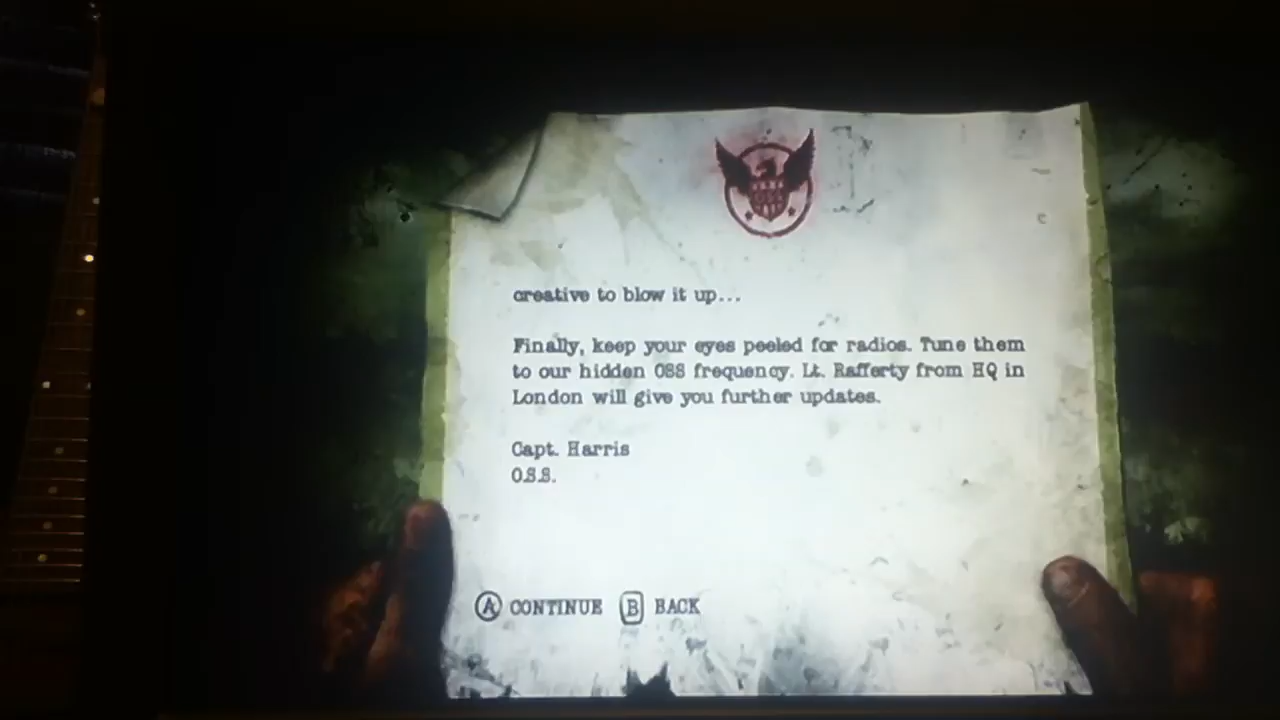 creative to blow it up...
Finally, keep your eyes peeled for radios. Tune them
to our hidden OSS frequency. Lt. Rafferty from HQ in
London will give you further updates.
Capt. Harris
O.S.S.
A CONTINUE B BACK